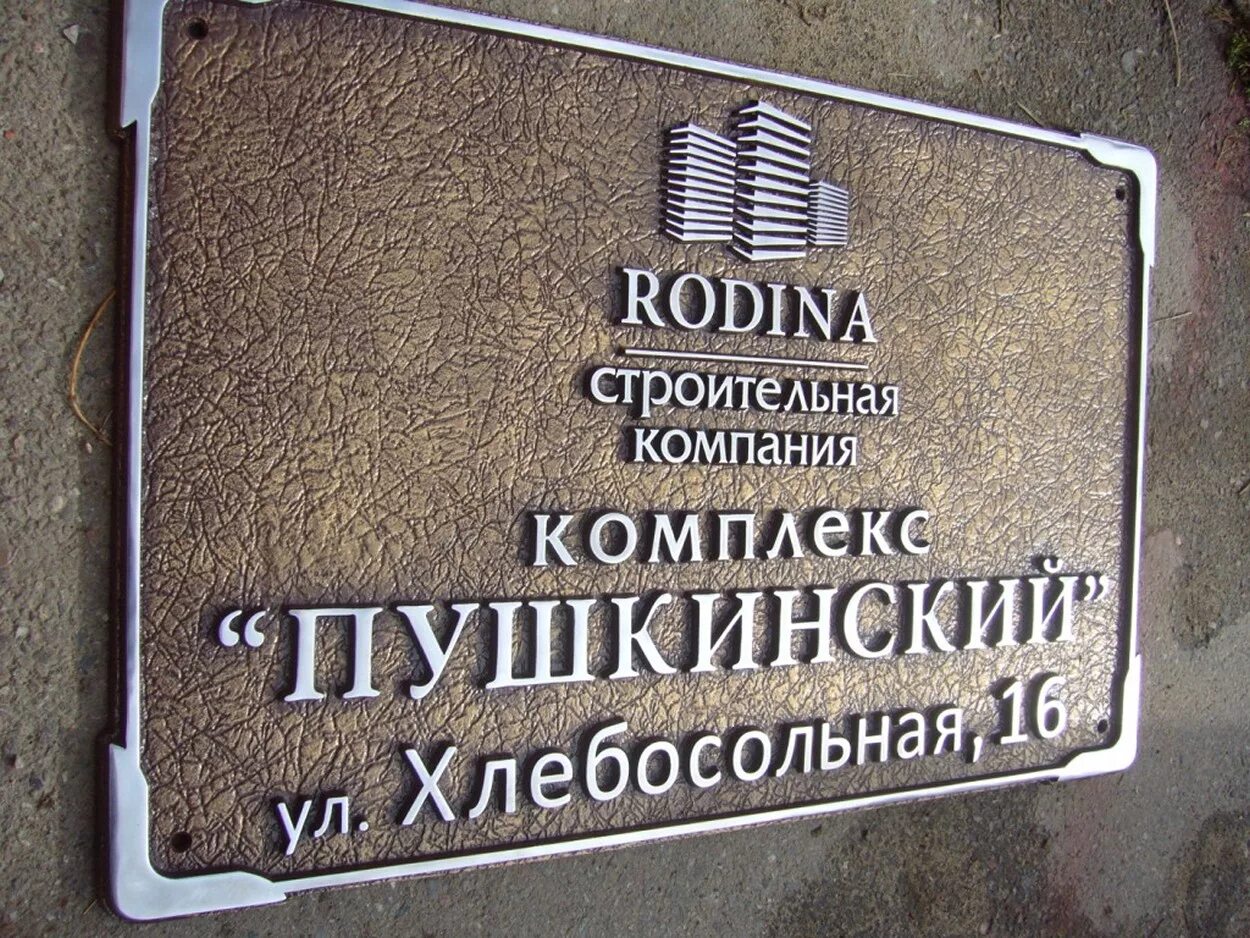 RODINA
строительная
компания
комплекс
“ПУШКИНСКИЙ”
ул. Хлебосольная, 16